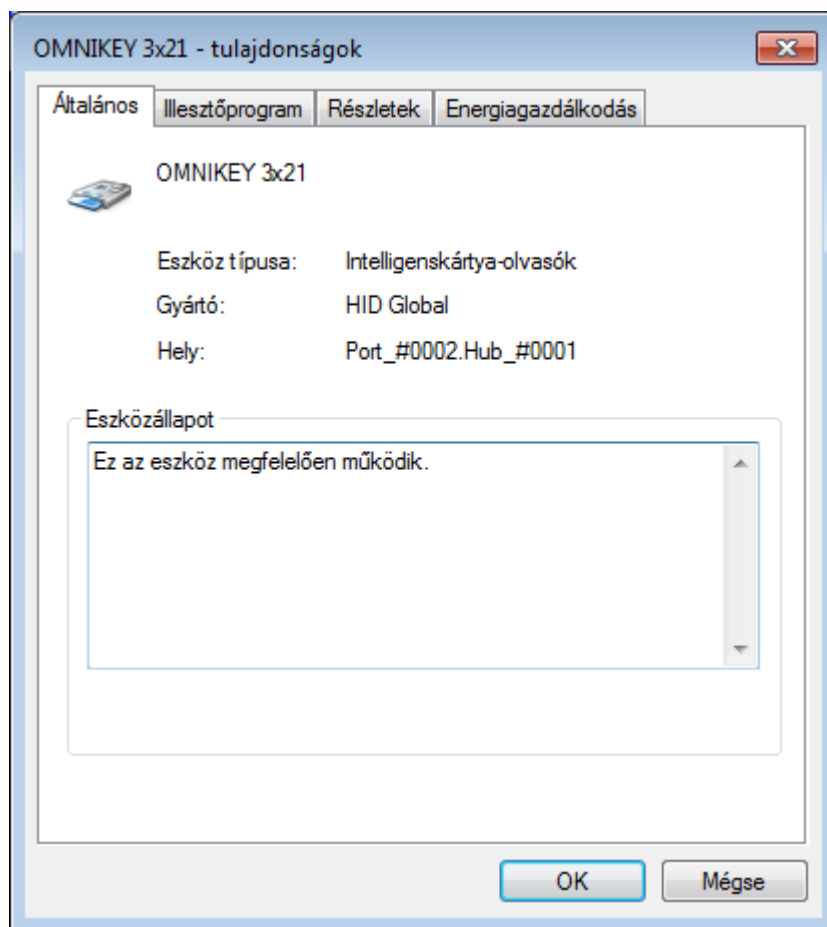 OMNIKEY 3x21 - tulajdonságok
Általános Illesztőprogram Részletek Energiagazdálkodás
OMNIKEY 3x21
Eszköz típusa: Intelligenskártya-olvasók
Gyártó: HID Global
Hely: Port_#0002.Hub_#0001
Eszközállapot
Ez az eszköz megfelelően működik.
OK Mégse